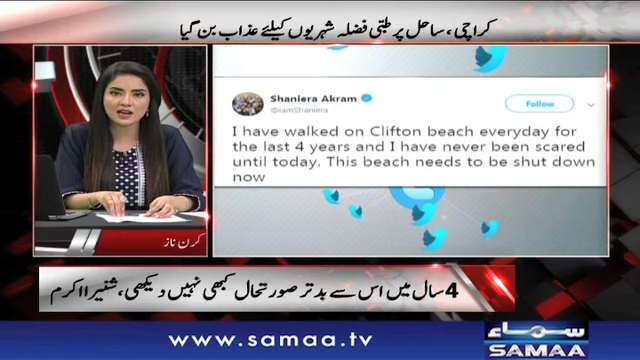 کراچی، ساحل پر طبی فضلہ شہریوں کیلئے عذاب بن گیا
Shaniera Akram
@iamShaniera
Follow
I have walked on Clifton beach everyday for
the last 4 years and I have never been scared
until today. This beach needs to be shut down
now
کرن ناز
4 سال میں اس سے بدتر صورتحال کبھی نہیں دیکھی، شنیرا اکرم
www.samaa.tv
سماء
SAMAA